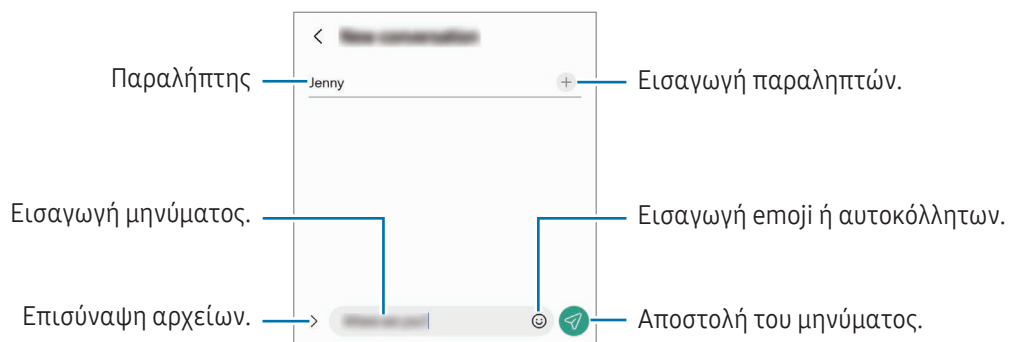 Παραλήπτης
Jenny
Εισαγωγή παραληπτών.
Εισαγωγή μηνύματος.
Εισαγωγή emoji ή αυτοκόλλητων.
Επισύναψη αρχείων.
Αποστολή του μηνύματος.